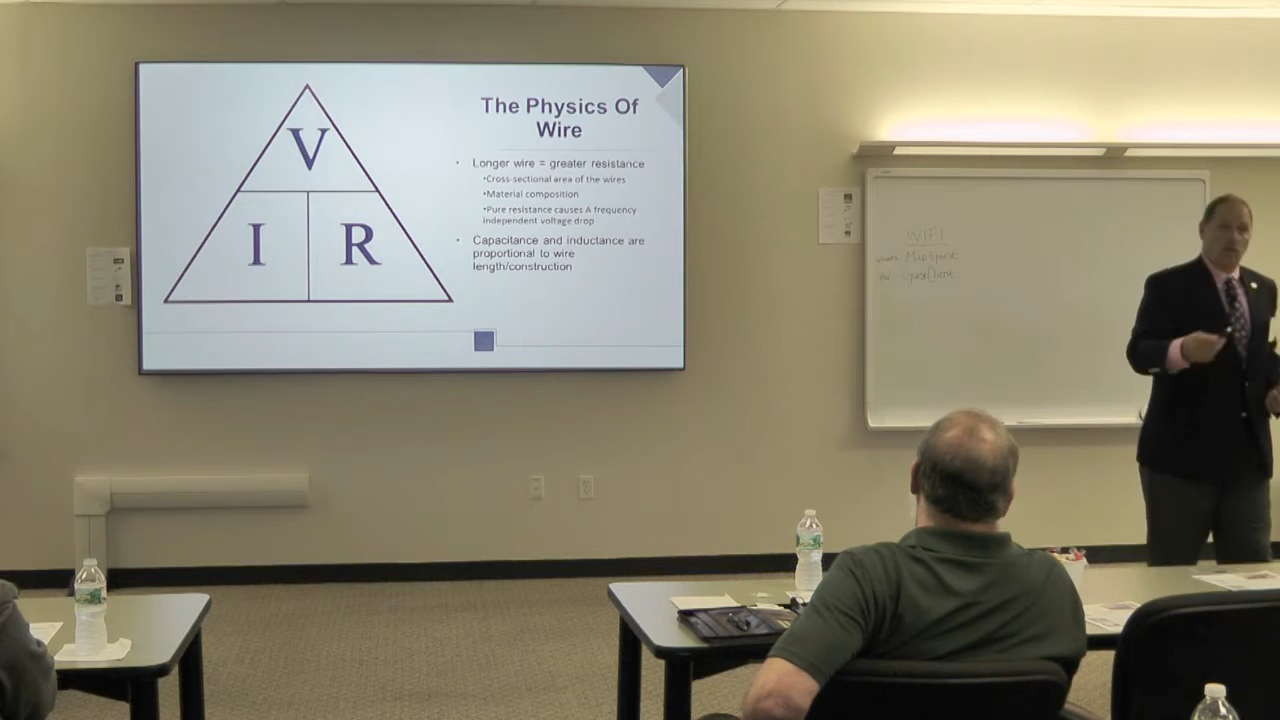 V
I R
The Physics Of
Wire
• Longer wire = greater resistance
•Cross-sectional area of the wires
•Material composition
•Pure resistance causes A frequency
independent voltage drop
• Capacitance and inductance are
proportional to wire
length/construction
WIFI